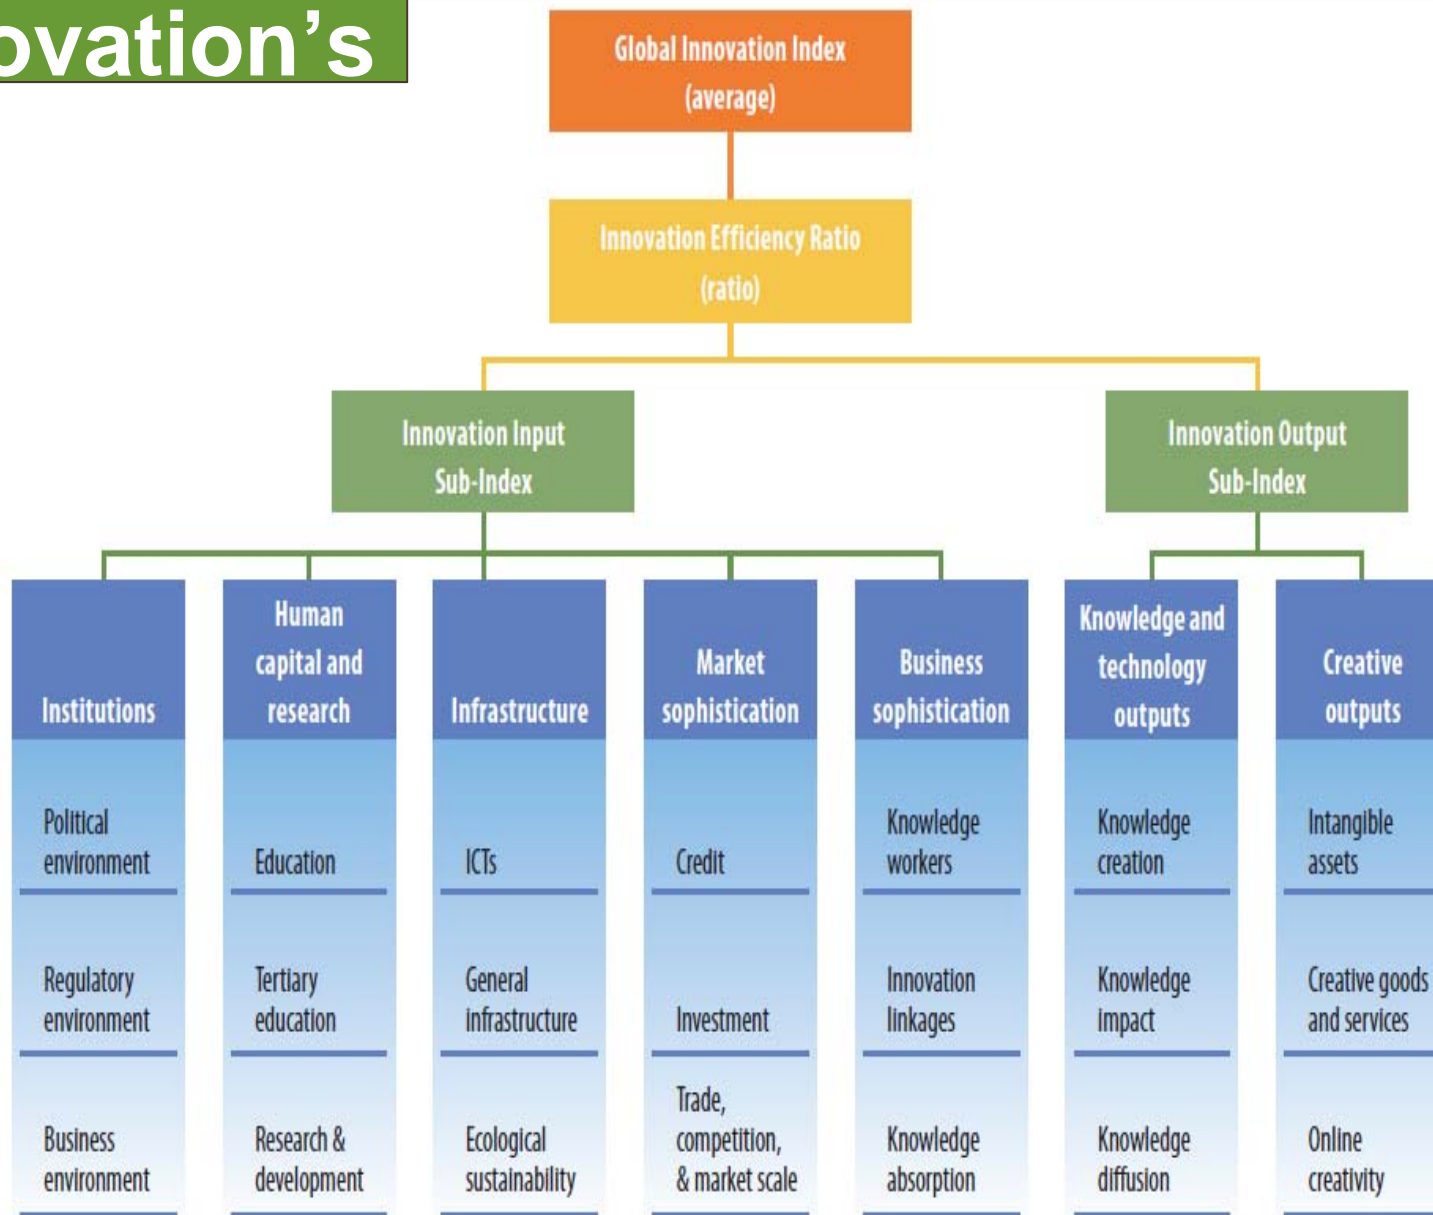 ovation's
Global Innovation Index
(average)
Innovation Efficiency Ratio
(ratio)
Innovation Input
Sub-Index
Innovation Output
Sub-Index
Institutions
Human
capital and
research
Infrastructure
Market
sophistication
Business
sophistication
Knowledge and
technology
outputs
Creative
outputs
Political
environment
Education
ICTs
Credit
Knowledge
workers
Knowledge
creation
Intangible
assets
Regulatory
environment
Tertiary
education
General
infrastructure
Investment
Innovation
linkages
Knowledge
impact
Creative goods
and services
Business
environment
Research &
development
Ecological
sustainability
Trade,
competition,
& market scale
Knowledge
absorption
Knowledge
diffusion
Online
creativity